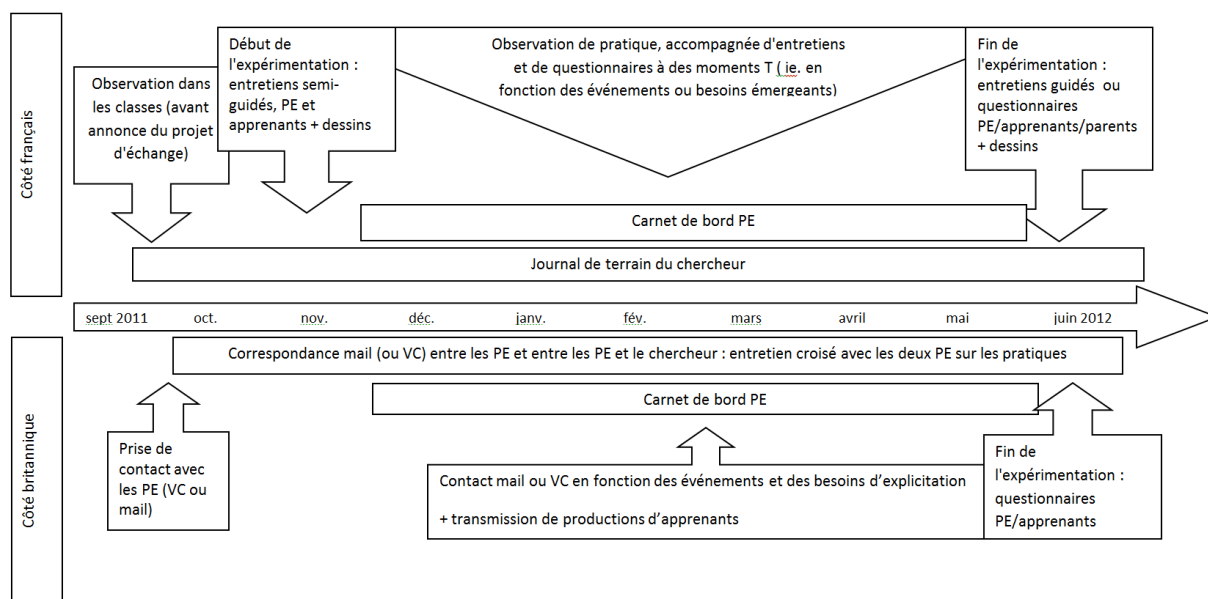 Côté français
Observation dans
les classes (avant
annonce du projet
d'échange)
Début de
l'expérimentation :
entretiens semi-
guidés, PE et
apprenants + dessins
Observation de pratique, accompagnée d'entretiens
et de questionnaires à des moments T ( ie. en
fonction des événements ou besoins émergeants)
Fin de
l'expérimentation :
entretiens guidés ou
questionnaires
PE/apprenants/parents
+ dessins
Carnet de bord PE
Journal de terrain du chercheur
sept 2011 oct. nov. déc. janv. fév. mars avril mai juin 2012
Côté britannique
Correspondance mail (ou VC) entre les PE et entre les PE et le chercheur : entretien croisé avec les deux PE sur les pratiques
Carnet de bord PE
Prise de
contact avec
les PE (VC ou
mail)
Contact mail ou VC en fonction des événements et des besoins d’explicitation
+ transmission de productions d’apprenants
Fin de
l'expérimentation :
questionnaires
PE/apprenants